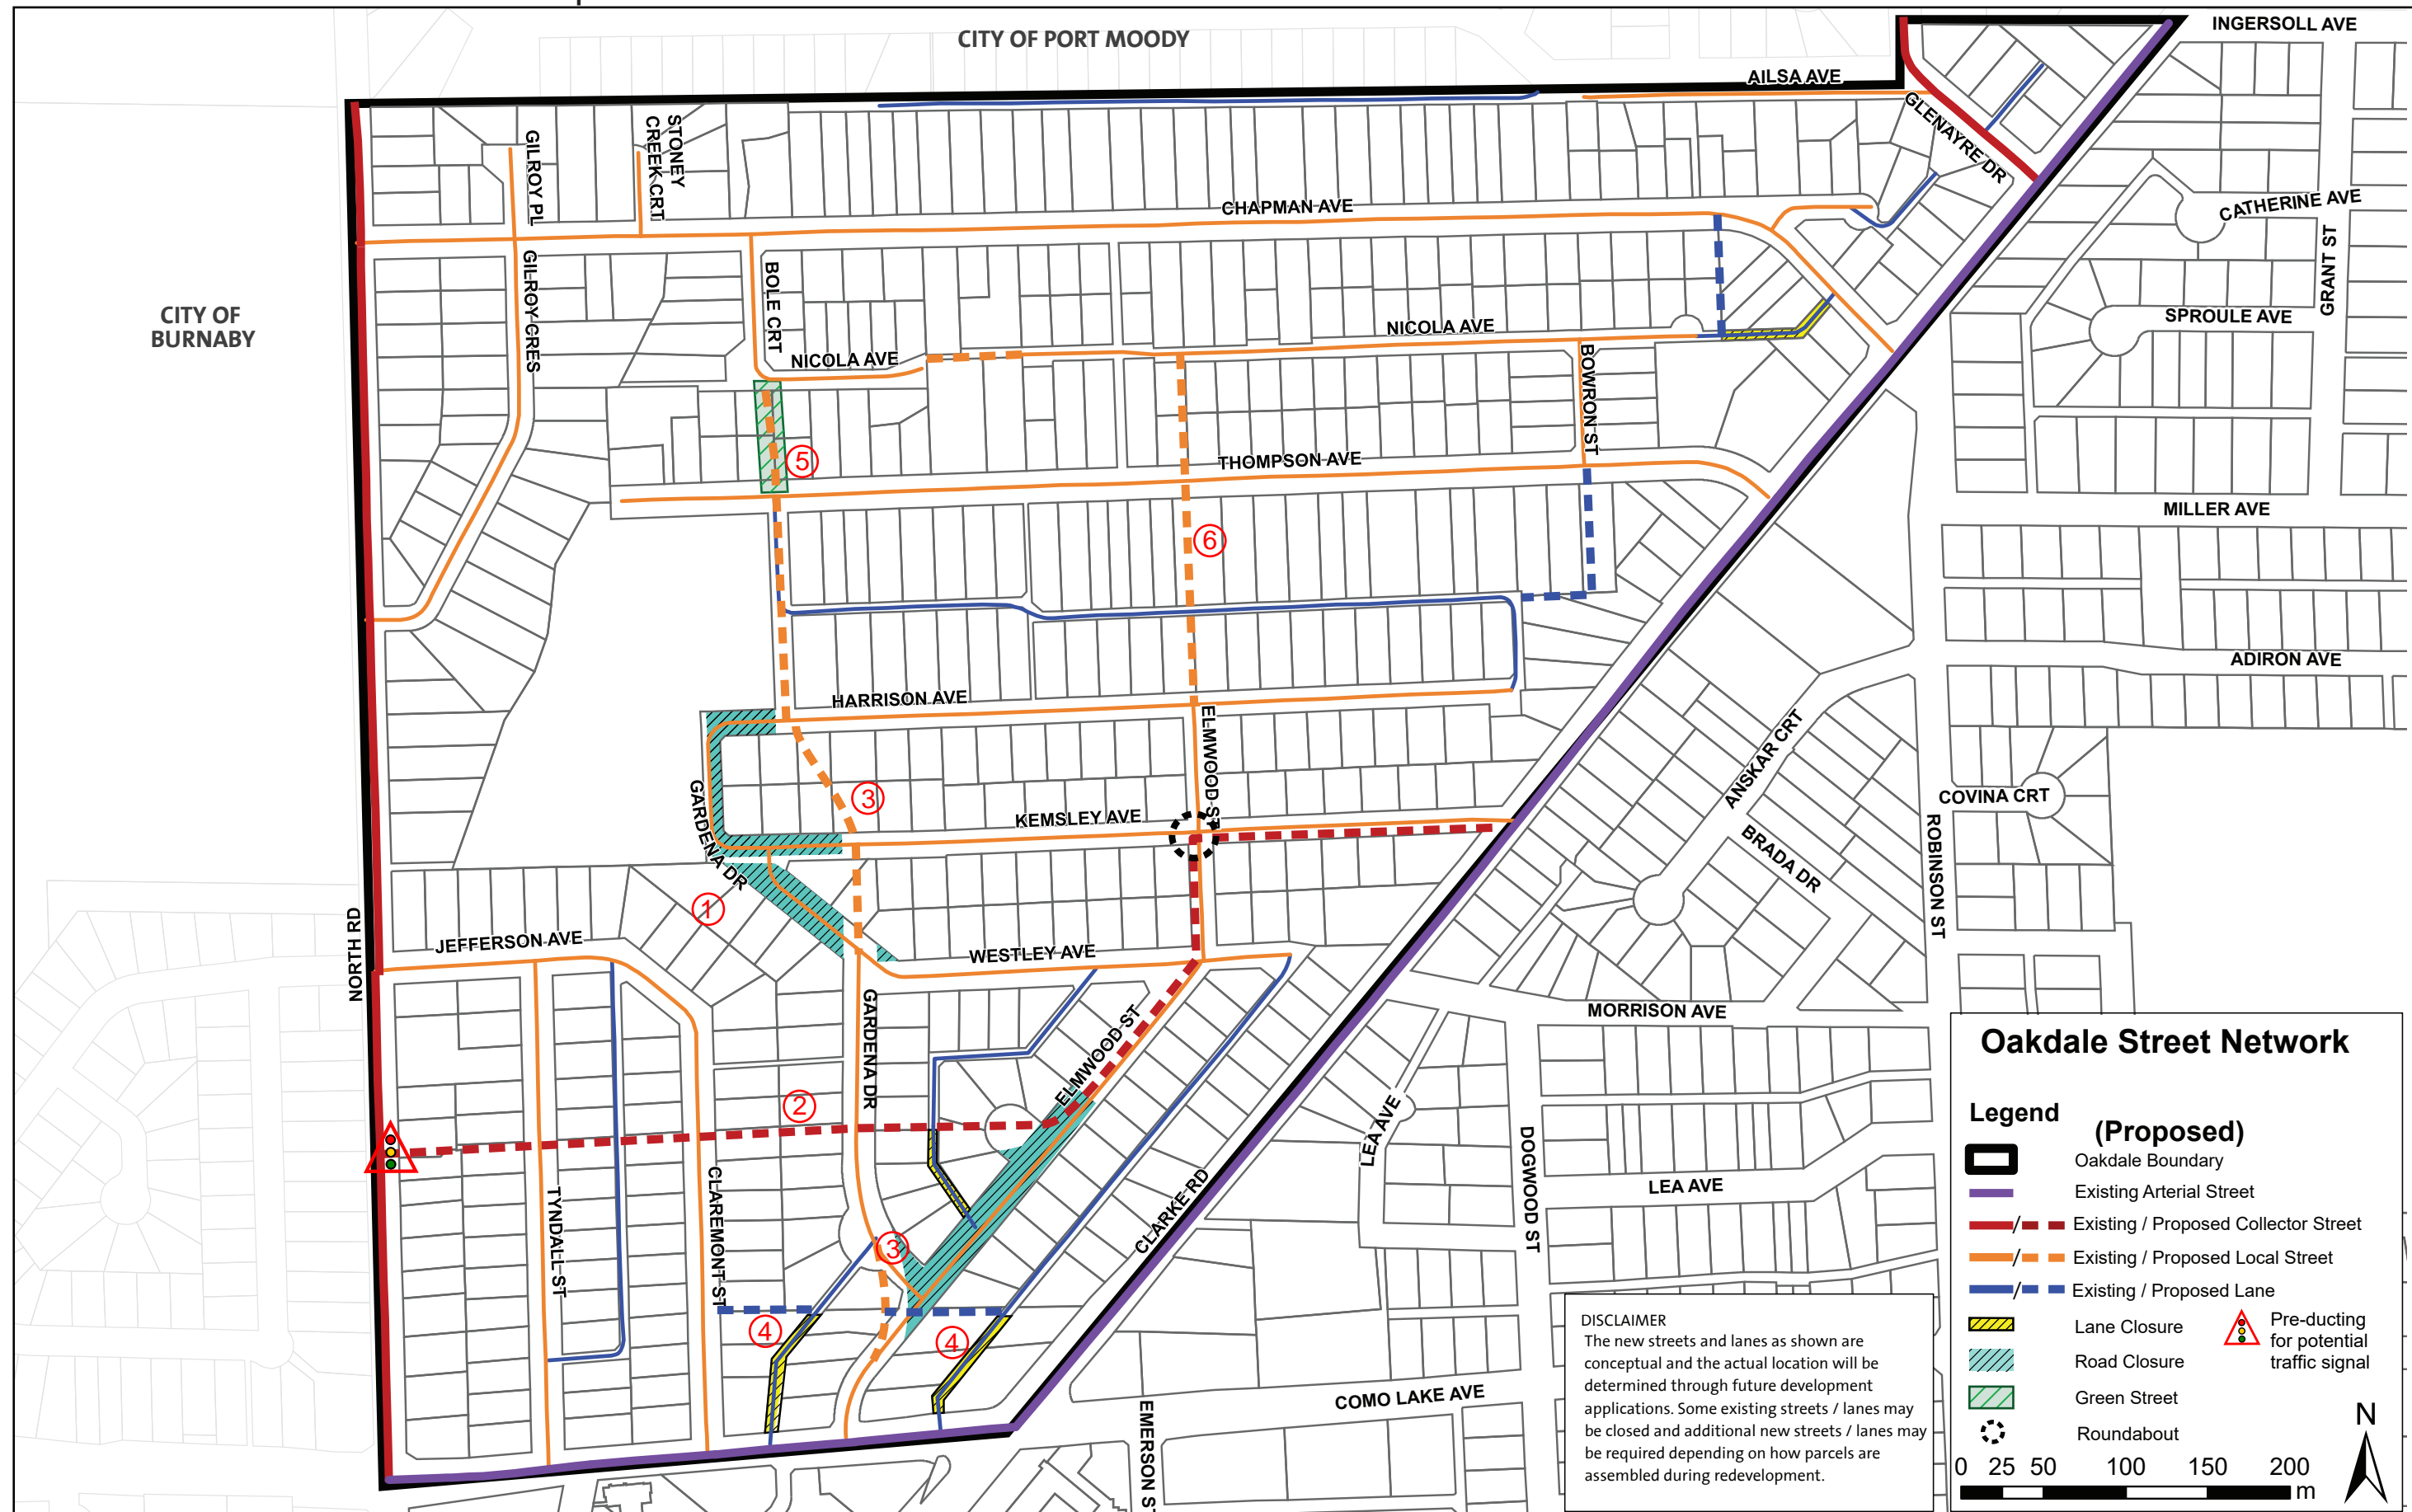 CITY OF PORT MOODY
INGERSOLL AVE
AILSA AVE
GLENAYRE DR
GILROY PL
STONEY
CREEK CRT
CATHERINE AVE
CHAPMAN AVE
GRANT ST
CITY OF
BURNABY
GILROY CRES
BOLE CRT
NICOLA AVE
NICOLA AVE
SPROULE AVE
BOWRON ST
THOMPSON AVE
5
MILLER AVE
6
ADIRON AVE
HARRISON AVE
ELMWOOD ST
ANSKAR CRT
GARDENA DR
3
KEMSLEY AVE
COVINA CRT
BRADA DR
ROBINSON ST
1
NORTH RD
JEFFERSON AVE
WESTLEY AVE
GARDENA DR
MORRISON AVE
ELMWOOD ST
2
LEA AVE
DOGWOOD ST
LEA AVE
TYNDALL ST
CLAREMONT ST
CLARKE RD
3
4
4
COMO LAKE AVE
EMERSON ST
DISCLAIMER
The new streets and lanes as shown are
conceptual and the actual location will be
determined through future development
applications. Some existing streets / lanes may
be closed and additional new streets / lanes may
be required depending on how parcels are
assembled during redevelopment.
Oakdale Street Network
Legend
(Proposed)
Oakdale Boundary
Existing Arterial Street
Existing / Proposed Collector Street
Existing / Proposed Local Street
Existing / Proposed Lane
Lane Closure
Pre-ducting
for potential
traffic signal
Road Closure
Green Street
Roundabout
N
0 25 50 100 150 200
m